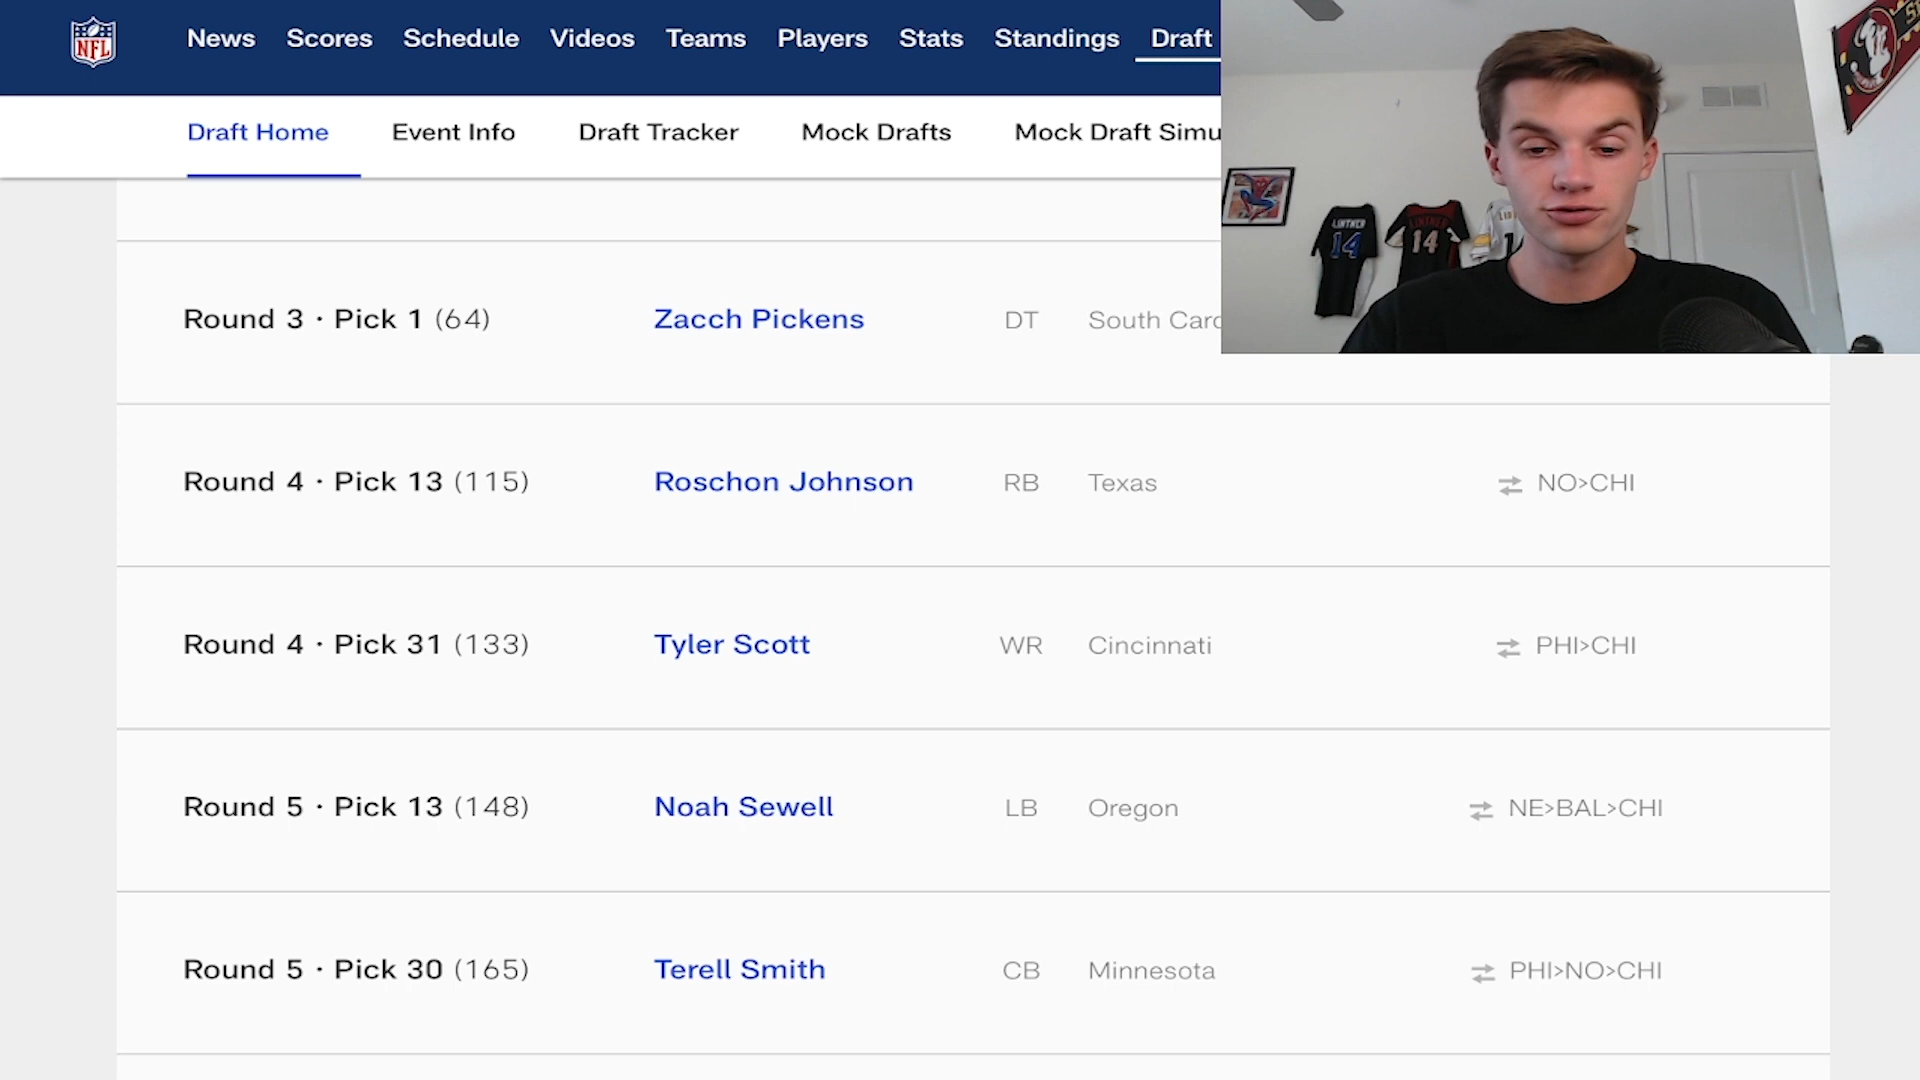 NFL
News Scores Schedule Videos Teams Players Stats Standings Draft
Draft Home Event Info Draft Tracker Mock Drafts Mock Draft Simu
Round 3 · Pick 1 (64) Zacch Pickens DT South Caro
Round 4 · Pick 13 (115) Roschon Johnson RB Texas NO>CHI
Round 4 · Pick 31 (133) Tyler Scott WR Cincinnati PHI>CHI
Round 5 · Pick 13 (148) Noah Sewell LB Oregon NE>BAL>CHI
Round 5 · Pick 30 (165) Terell Smith CB Minnesota PHI>NO>CHI
LINTNER
14
LINTNER
14